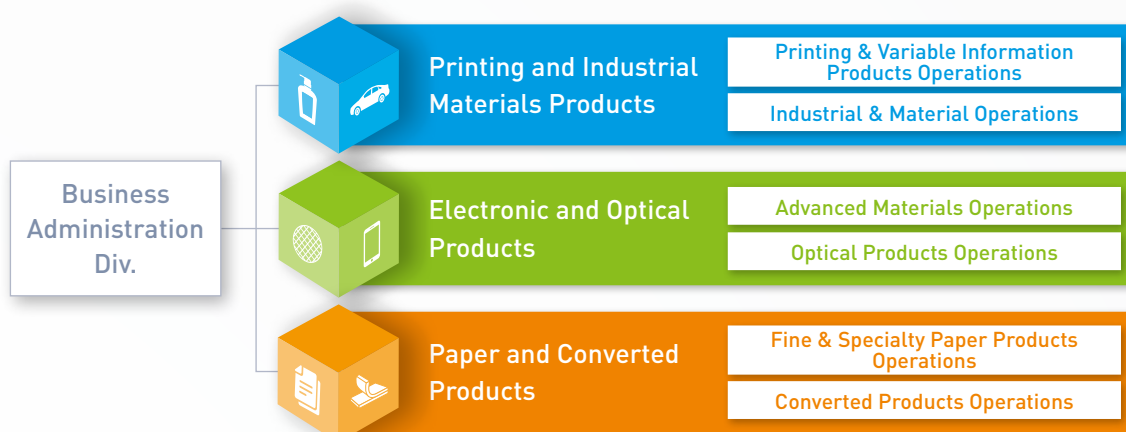 Business
Administration
Div.
Printing and Industrial
Materials Products
Printing & Variable Information
Products Operations
Industrial & Material Operations
Electronic and Optical
Products
Advanced Materials Operations
Optical Products Operations
Paper and Converted
Products
Fine & Specialty Paper Products
Operations
Converted Products Operations